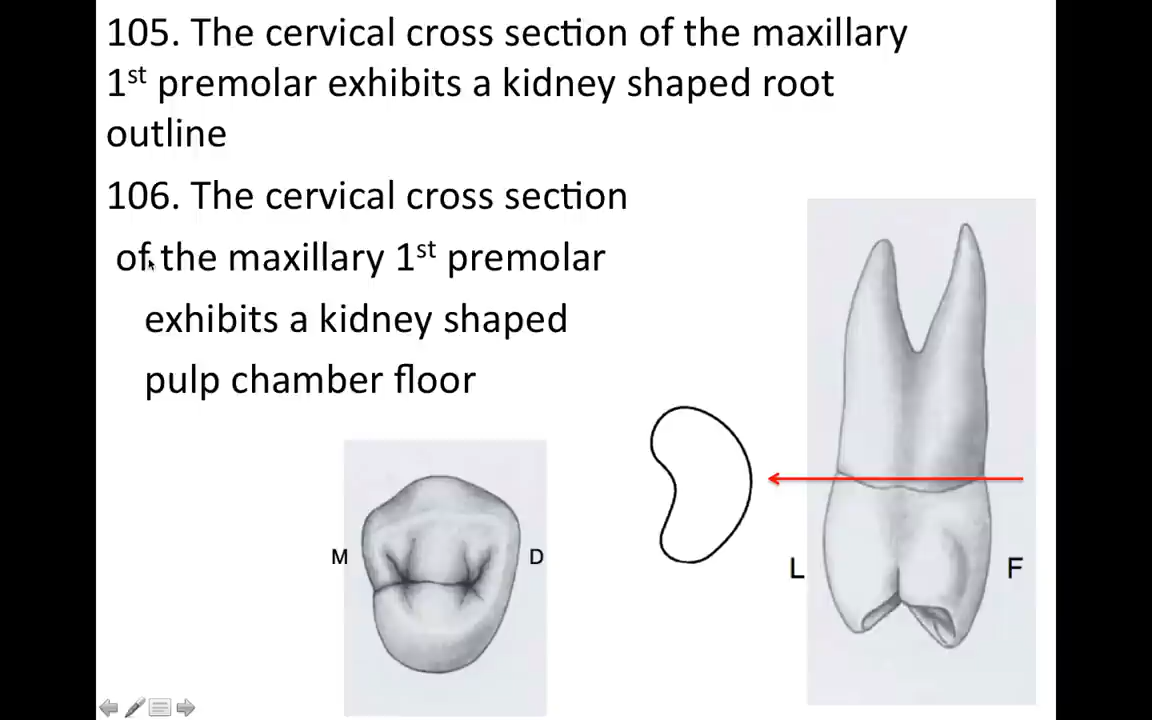 105. The cervical cross section of the maxillary
1st premolar exhibits a kidney shaped root
outline
106. The cervical cross section
of the maxillary 1st premolar
exhibits a kidney shaped
pulp chamber floor
M
D
L
F